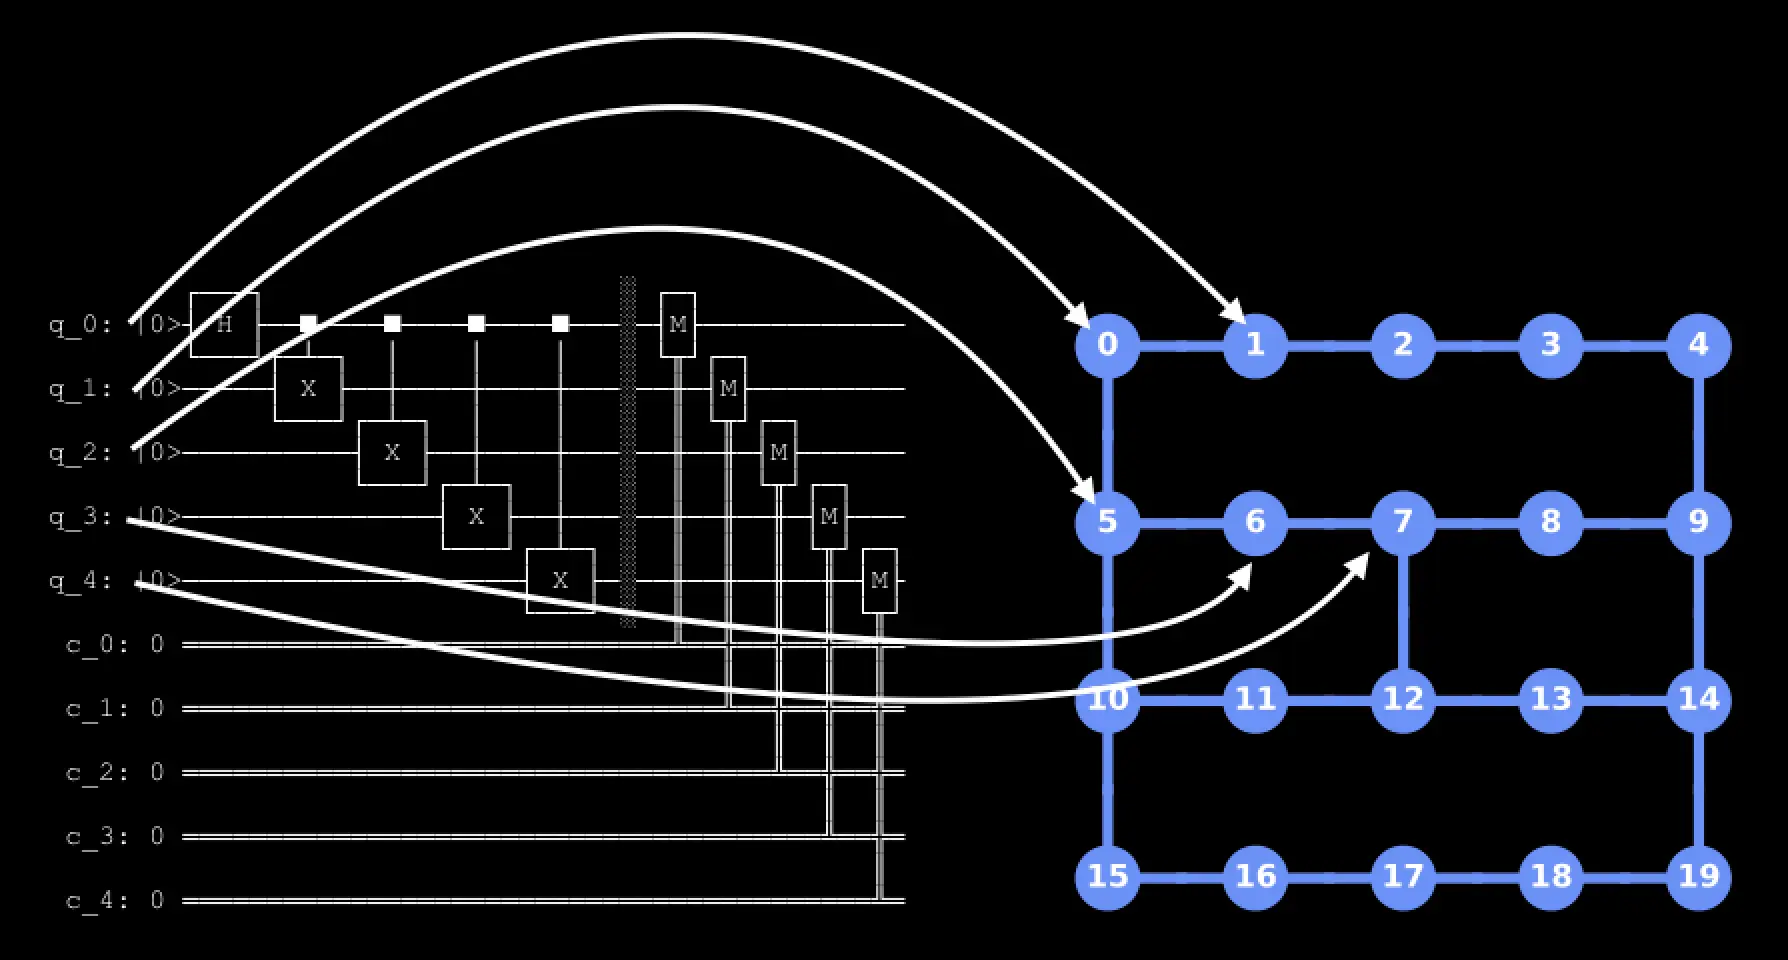 q_0: |0> H M
q_1: |0> X M
q_2: |0> X M
q_3: |0> X M
q_4: |0> X M
c_0: 0
c_1: 0
c_2: 0
c_3: 0
c_4: 0
0 1 2 3 4
5 6 7 8 9
10 11 12 13 14
15 16 17 18 19